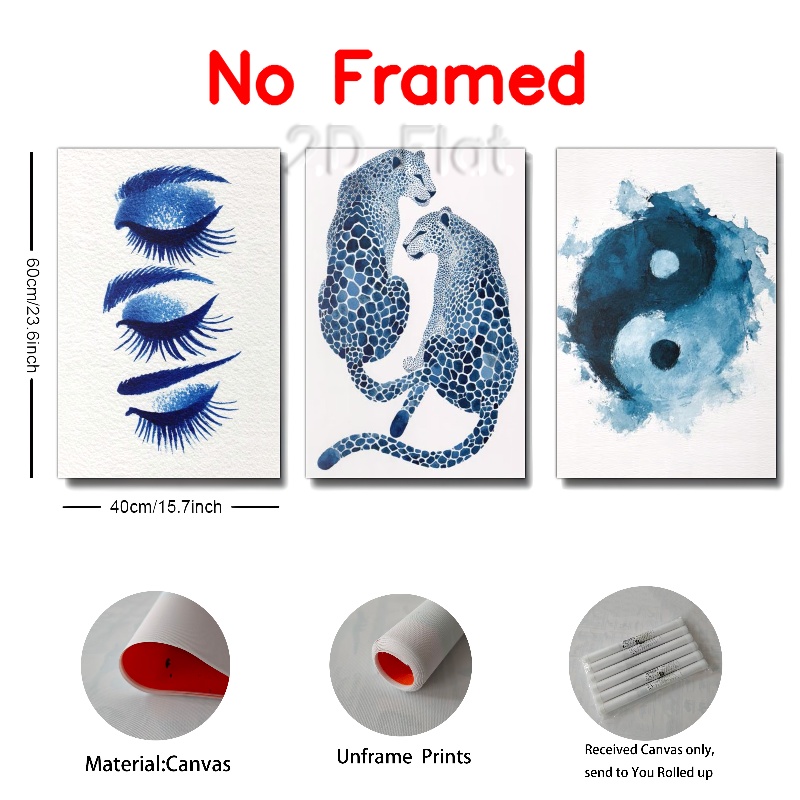 No Framed
2D Flat
60cm/23.6inch
40cm/15.7inch
Material:Canvas
Unframe Prints
Received Canvas only,
send to You Rolled up